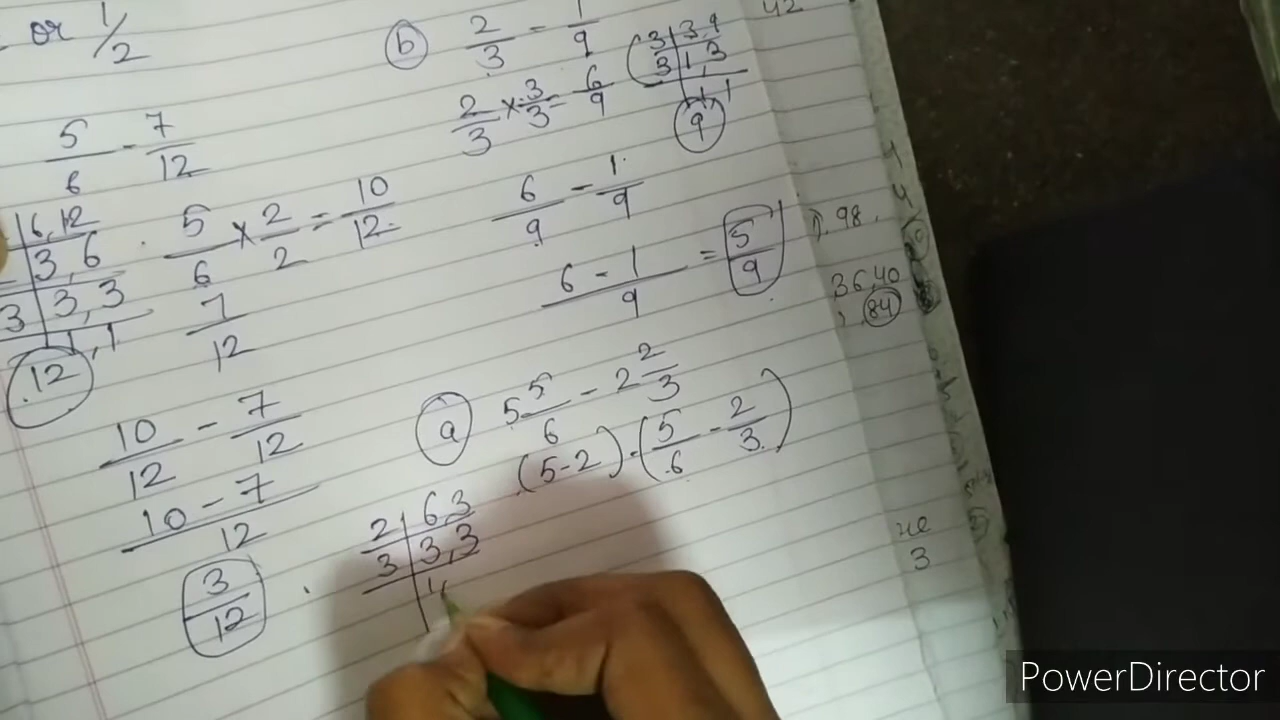 or 1/2
5/6 - 7/12
6,12
3,6
3 | 3,3
1,1
12
5/6 × 2/2 = 10/12
7/12
10/12 - 7/12
10 - 7/12
3/12
(b) 2/3 - 1/9
2/3 × 3/3 = 6/9
3 | 3,9
3 | 1,3
1,1
9
6/9 - 1/9
6 - 1/9 = 5/9
(a) 5 5/6 - 2 2/3
(5-2) - (5/6 - 2/3)
2 | 6,3
3 | 3,3
42
98
36,40
84
3
PowerDirector